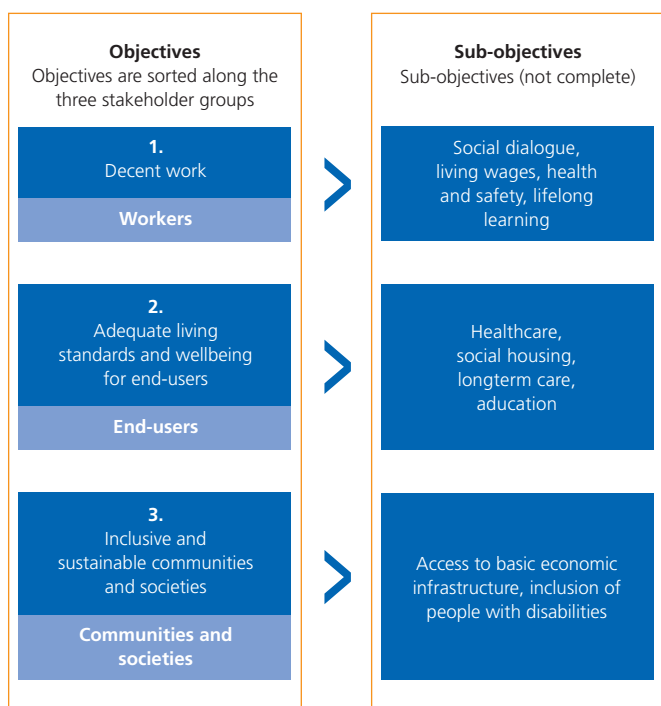 Objectives
Objectives are sorted along the
three stakeholder groups
1.
Decent work
Workers
2.
Adequate living
standards and wellbeing
for end-users
End-users
3.
Inclusive and
sustainable communities
and societies
Communities and
societies
Sub-objectives
Sub-objectives (not complete)
Social dialogue,
living wages, health
and safety, lifelong
learning
Healthcare,
social housing,
longterm care,
aducation
Access to basic economic
infrastructure, inclusion of
people with disabilities